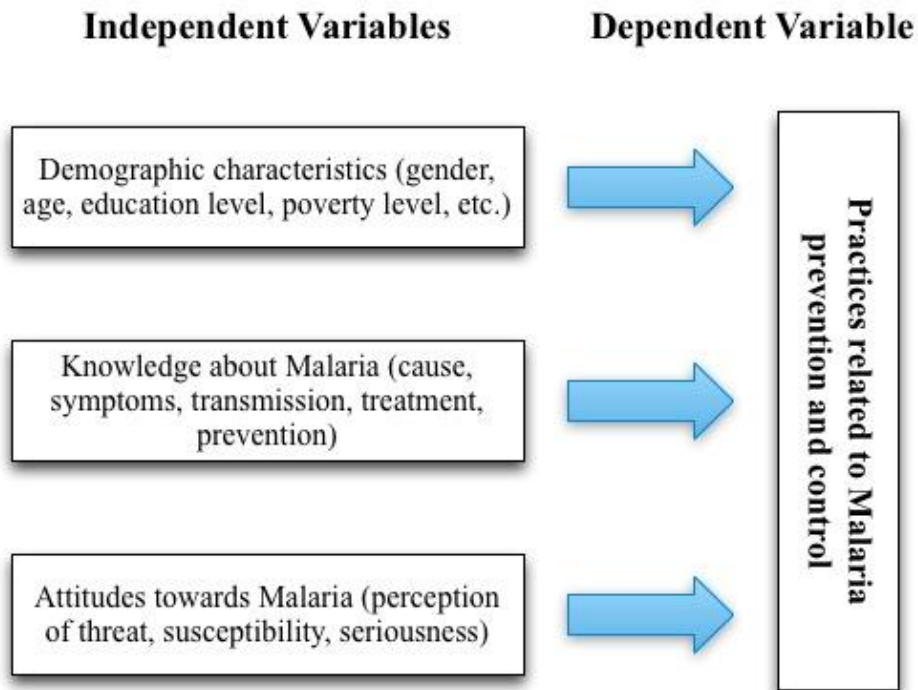 Independent Variables
Dependent Variable
Demographic characteristics (gender,
age, education level, poverty level, etc.)
Knowledge about Malaria (cause,
symptoms, transmission, treatment,
prevention)
Attitudes towards Malaria (perception
of threat, susceptibility, seriousness)
Practices related to Malaria
prevention and control